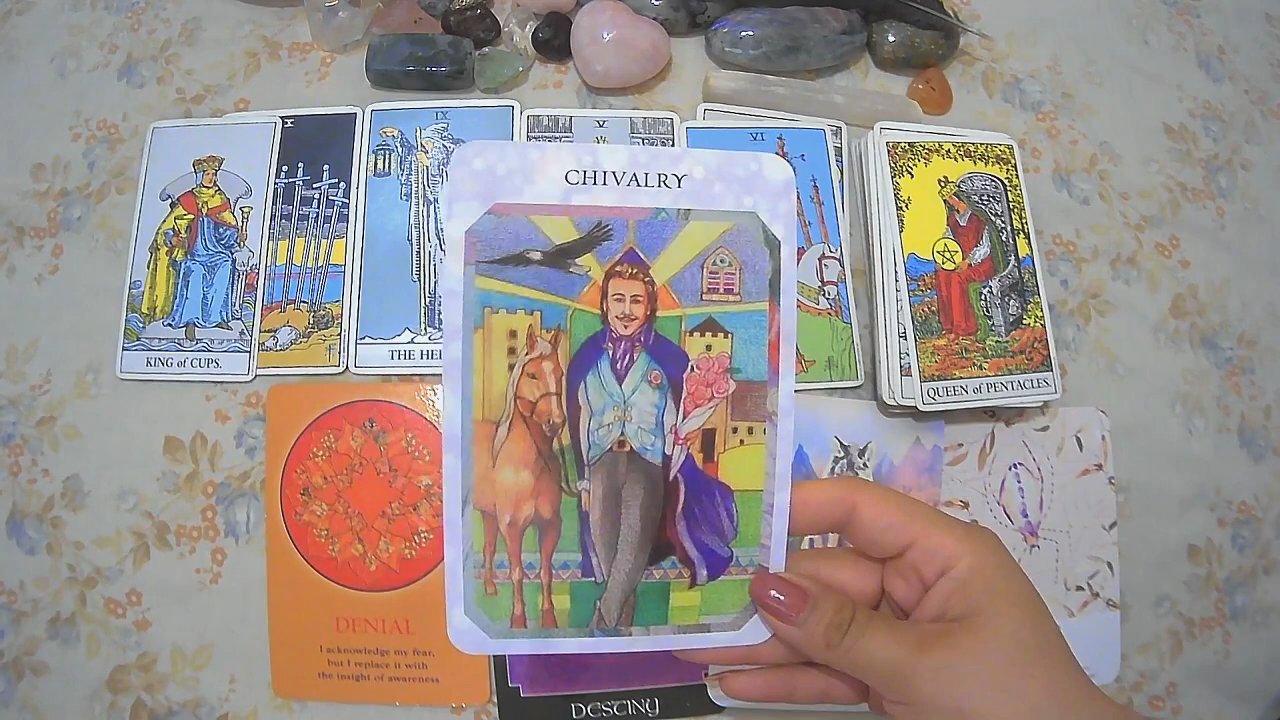 X
IX
V
VI
CHIVALRY
KING of CUPS.
THE HE
QUEEN of PENTACLES.
DENIAL
I acknowledge my fear,
but I replace it with
the insight of awareness
DESTINY